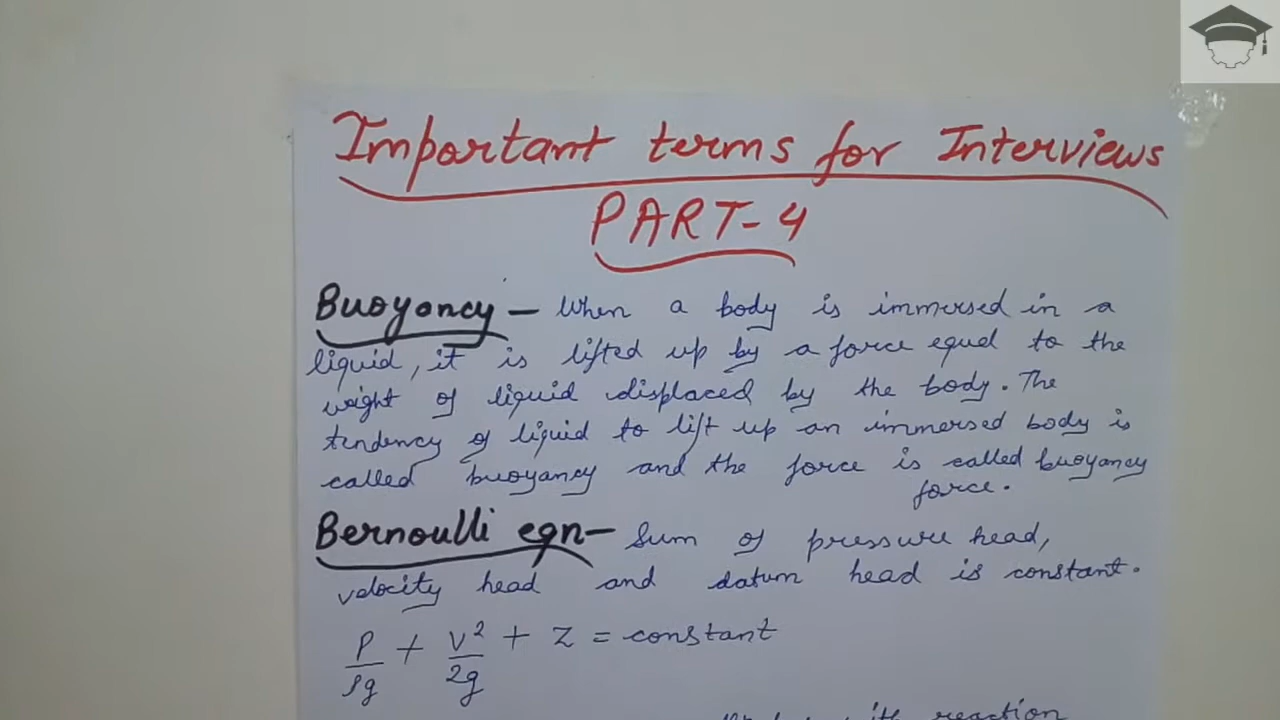 Important terms for Interviews
PART-4
Buoyancy - When a body is immersed in a
liquid, it is lifted up by a force equal to the
weight of liquid displaced by the body. The
tendency of liquid to lift up an immersed body is
called buoyancy and the force is called buoyancy
force.
Bernoulli eqn - Sum of pressure head,
velocity head and datum head is constant.
P/ρg + V²/2g + Z = constant
with reaction